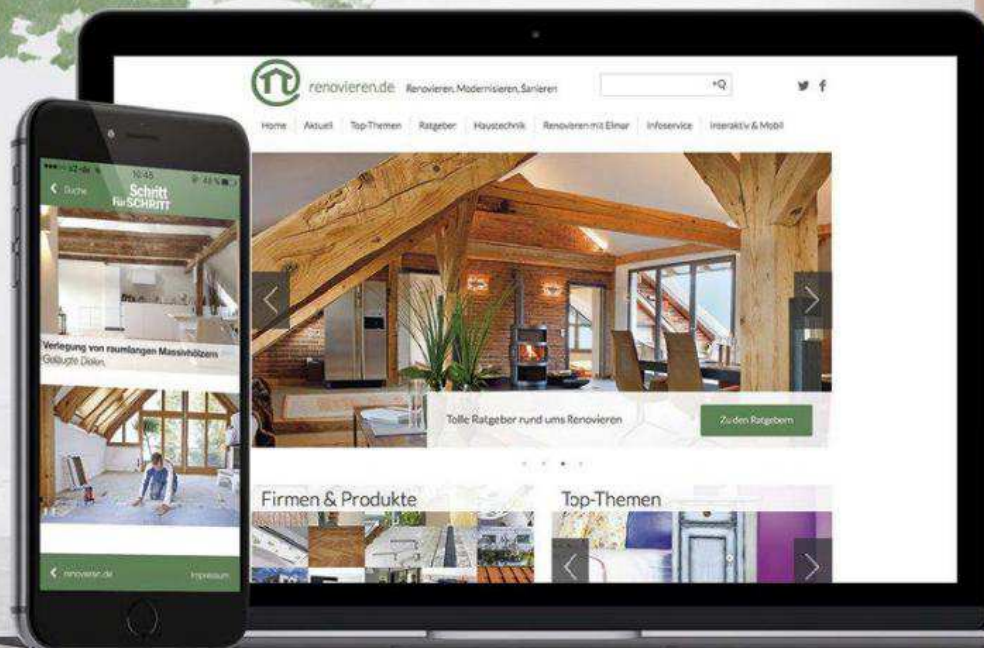 10:45
48 %
Suche
Schritt
FÜR SCHRITT
Verlegung von raumlangen Massivhölzern
Gelaugte Dielen.
renovieren.de
Impressum
renovieren.de
Renovieren, Modernisieren, Sanieren
Home
Aktuell
Top-Themen
Ratgeber
Haustechnik
Renovieren mit Elmar
Infoservice
Interaktiv & Mobil
Tolle Ratgeber rund ums Renovieren
Zu den Ratgebern
Firmen & Produkte
Top-Themen